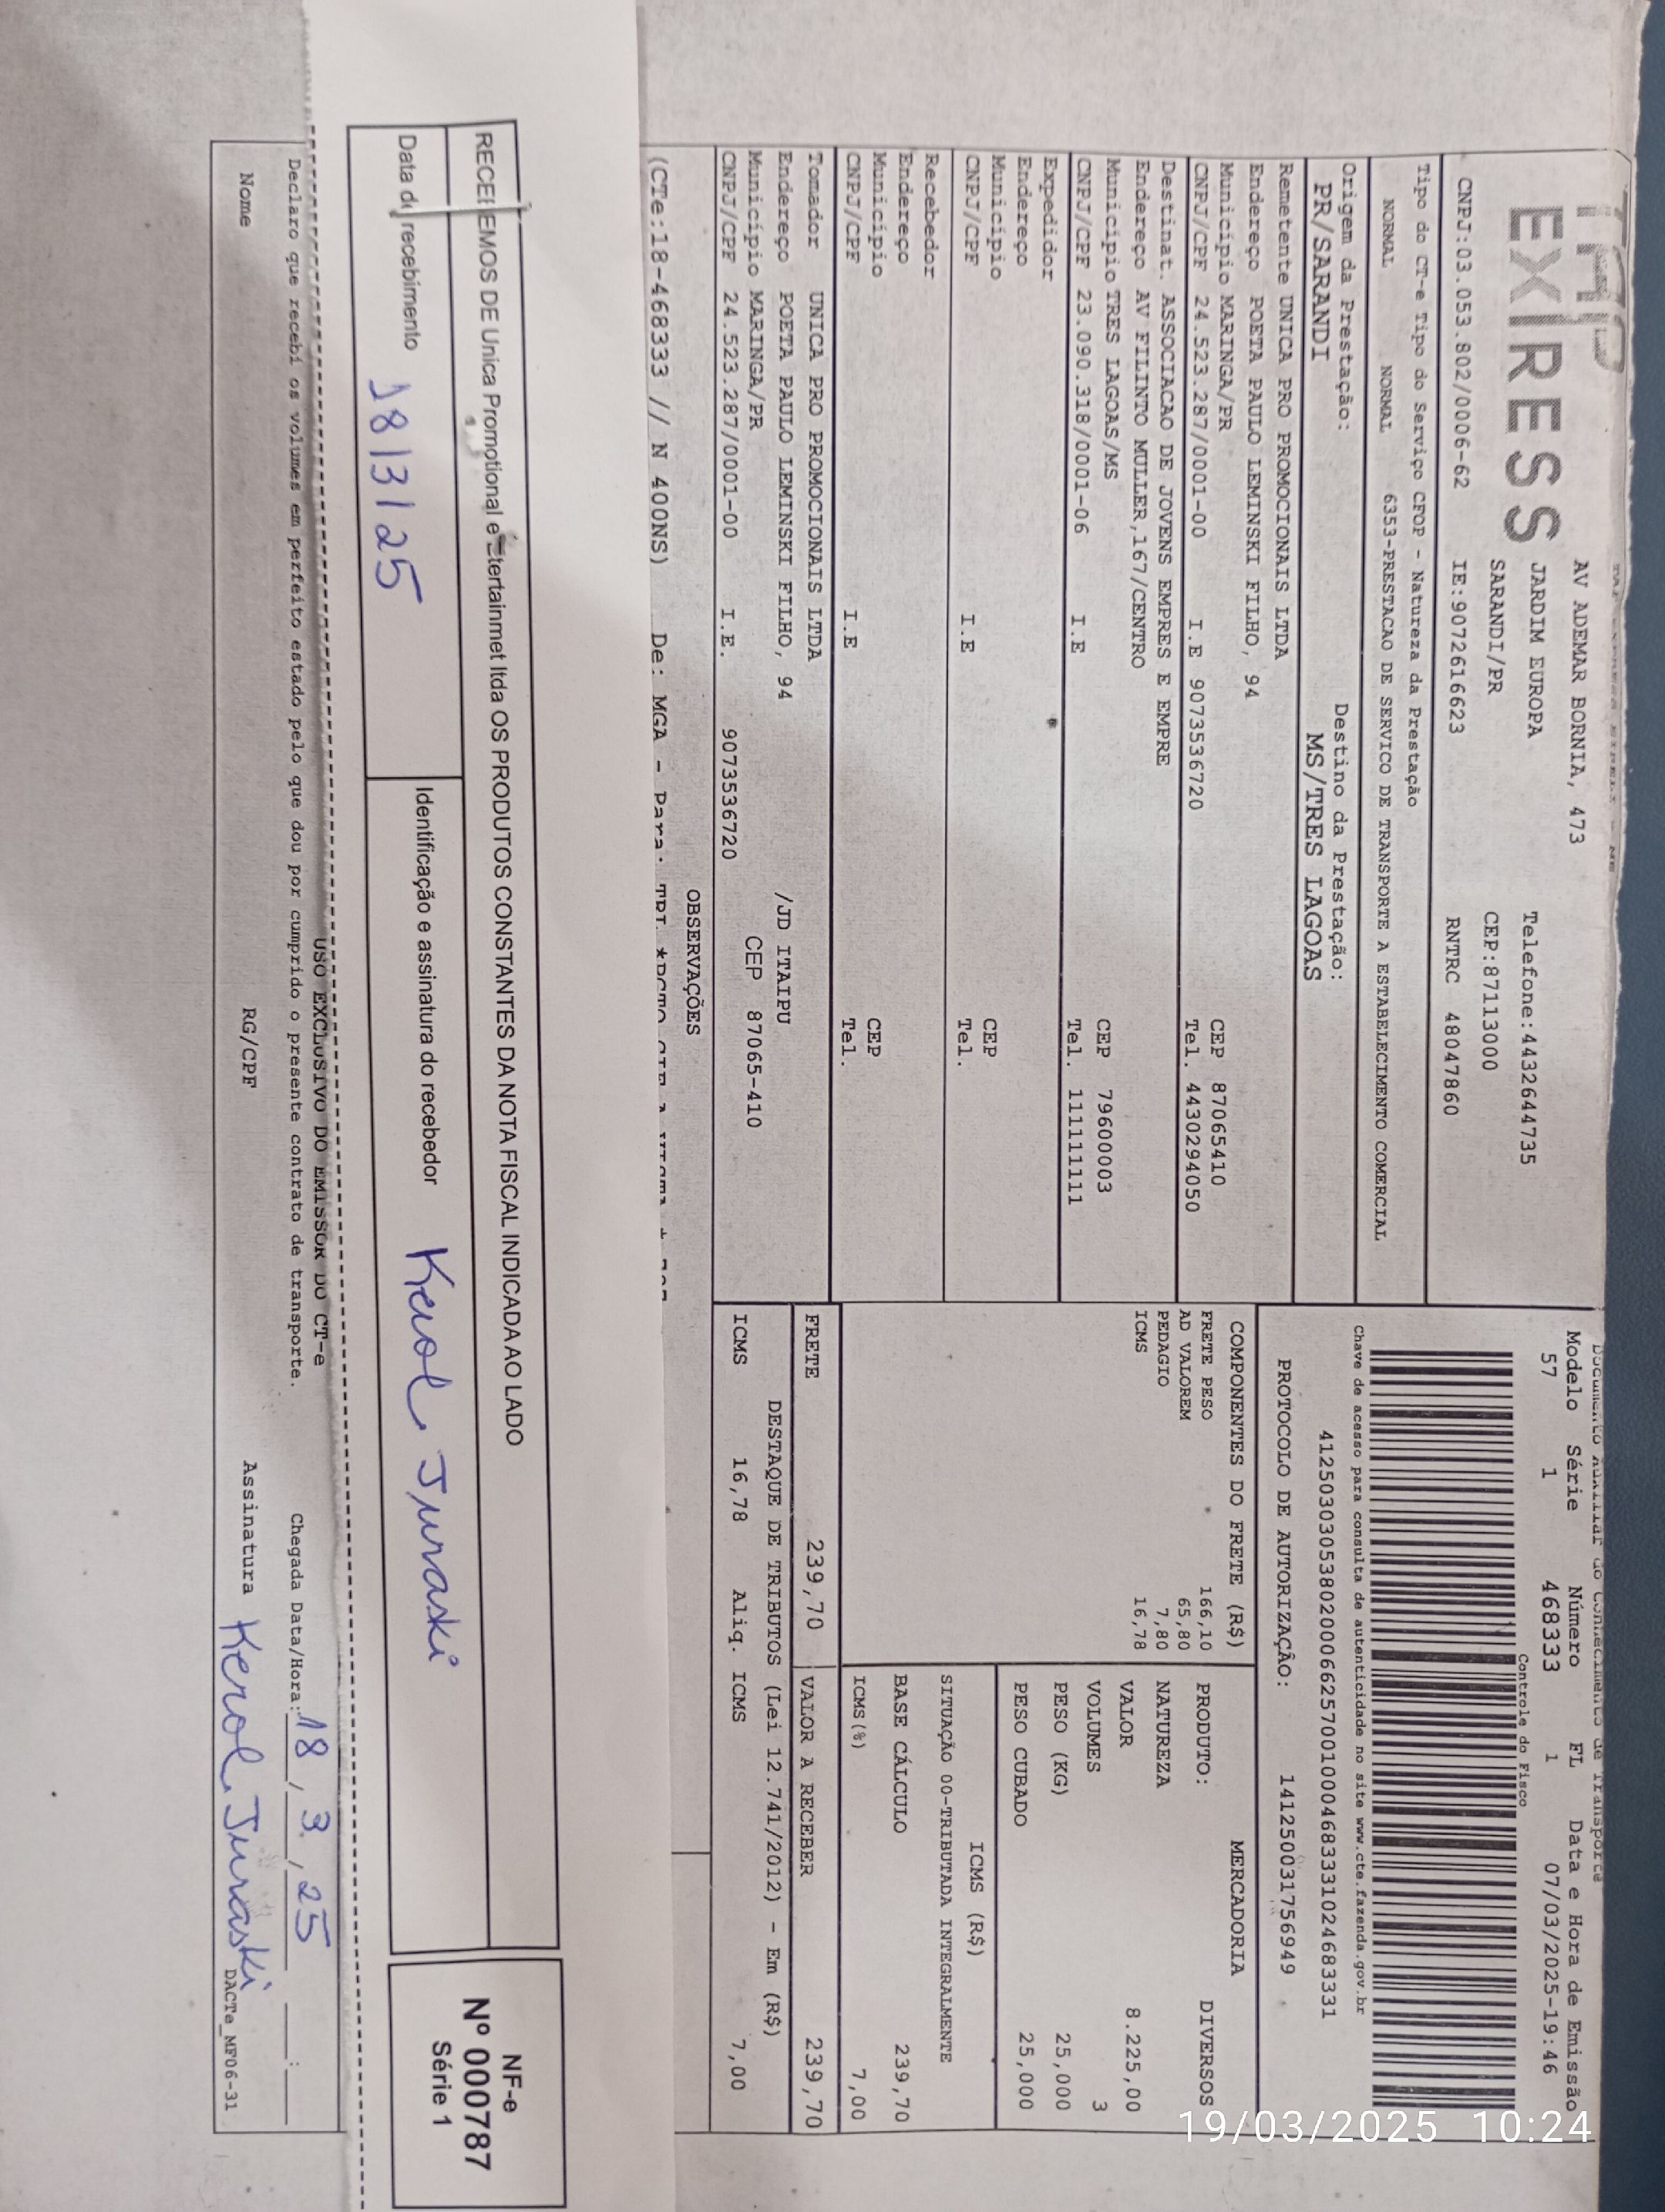 TAP
EXPRESS
AV ADEMAR BORNIA, 473
JARDIM EUROPA
Telefone:4432644735
SARANDI/PR
CEP:87113000
CNPJ:03.053.802/0006-62 IE:9072616623 RNTRC 48047860
Tipo do CT-e Tipo do Serviço CFOP - Natureza da Prestação
NORMAL NORMAL 6353-PRESTACAO DE SERVICO DE TRANSPORTE A ESTABELECIMENTO COMERCIAL
Origem da Prestação: Destino da Prestação:
PR/SARANDI MS/TRES LAGOAS
Remetente UNICA PRO PROMOCIONAIS LTDA
Endereço POETA PAULO LEMINSKI FILHO, 94
Município MARINGA/PR CEP 87065410
CNPJ/CPF 24.523.287/0001-00 I.E 9073536720 Tel. 4430294050
Destinat. ASSOCIACAO DE JOVENS EMPRES E EMPRE
Endereço AV FILINTO MULLER,167/CENTRO
Município TRES LAGOAS/MS CEP 79600003
CNPJ/CPF 23.090.318/0001-06 I.E Tel. 111111111
Expedidor
Endereço
Município CEP
CNPJ/CPF I.E Tel.
Recebedor
Endereço
Município CEP
CNPJ/CPF I.E Tel.
Tomador UNICA PRO PROMOCIONAIS LTDA
Endereço POETA PAULO LEMINSKI FILHO, 94 /JD ITAIPU
Município MARINGA/PR CEP 87065-410
CNPJ/CPF 24.523.287/0001-00 I.E. 9073536720
OBSERVAÇÕES
(CTe:18-468333 // N 400NS) De: MGA - Para: TRL
Documento Auxiliar do Conhecimento de Transporte
Modelo Série Número FL Data e Hora de Emissão
57 1 468333 1 07/03/2025-19:46
Controle do Fisco
Chave de acesso para consulta de autenticidade no site www.cte.fazenda.gov.br
41250303053802000662570010004683331024683331
PROTOCOLO DE AUTORIZAÇÃO: 141250031756949
COMPONENTES DO FRETE (R$)
FRETE PESO 166,10
AD VALOREM 65,80
PEDAGIO 7,80
ICMS 16,78
MERCADORIA
PRODUTO: DIVERSOS
NATUREZA
VALOR 8.225,00
VOLUMES 3
PESO (KG) 25,000
PESO CUBADO 25,000
ICMS (R$)
SITUAÇÃO 00-TRIBUTADA INTEGRALMENTE
BASE CÁLCULO 239,70
ICMS(%) 7,00
FRETE 239,70 VALOR A RECEBER 239,70
DESTAQUE DE TRIBUTOS (Lei 12.741/2012) - Em (R$)
ICMS 16,78 Aliq. ICMS 7,00
RECEBEMOS DE Unica Promotional e Etertainmet ltda OS PRODUTOS CONSTANTES DA NOTA FISCAL INDICADA AO LADO
Data de recebimento 18/3/25
Identificação e assinatura do recebedor Kerol Juraski
NF-e
Nº 000787
Série 1
USO EXCLUSIVO DO EMISSOR DO CT-e
Declaro que recebi os volumes em perfeito estado pelo que dou por cumprido o presente contrato de transporte. Chegada Data/Hora: 18/3/25 :
Nome RG/CPF Assinatura Kerol Juraski
DACTe_MF06-31
19/03/2025 10:24